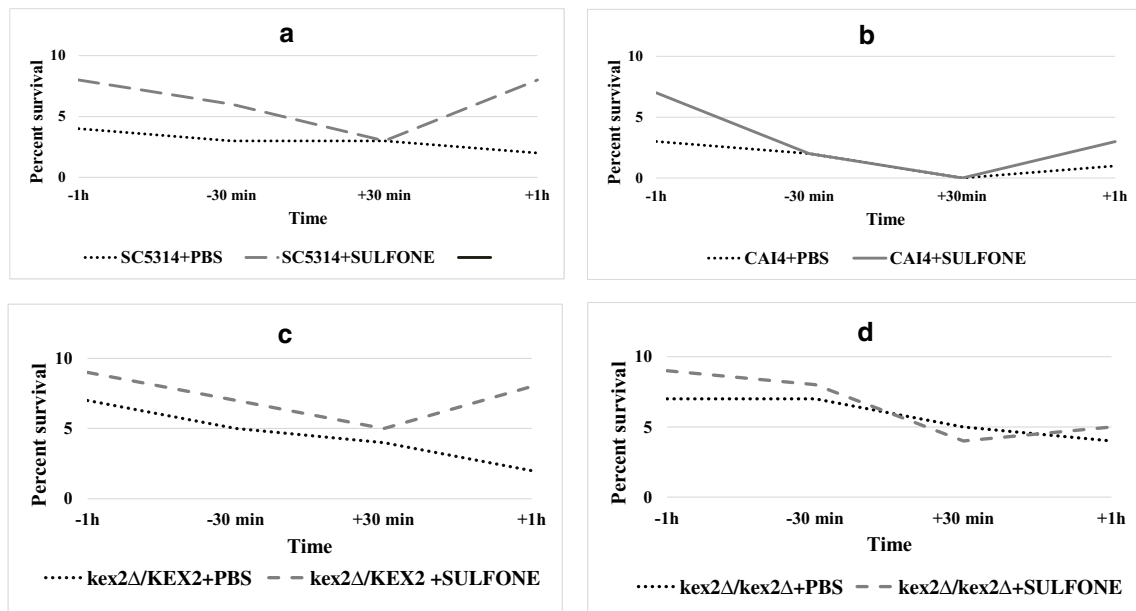 a
10
5
0
Percent survival
-1h -30 min +30 min +1h
Time
SC5314+PBS SC5314+SULFONE
b
10
5
0
Percent survival
-1h -30 min +30min +1h
Time
CAI4+PBS CAI4+SULFONE
c
10
5
0
Percent survival
-1h -30 min +30 min +1h
Time
kex2Δ/KEX2+PBS kex2Δ/KEX2 +SULFONE
d
10
5
0
Percent survival
-1h -30 min +30 min +1h
Time
kex2Δ/kex2Δ+PBS kex2Δ/kex2Δ+SULFONE